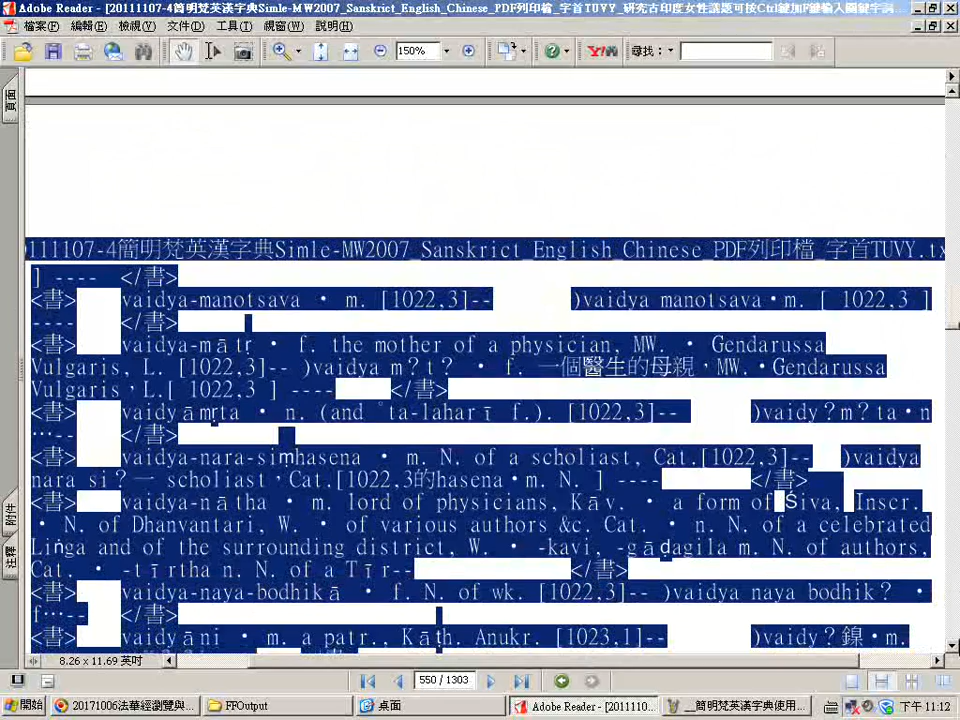 Adobe Reader - [20111107-4簡明梵英漢字典Simle-MW2007_Sanskrict_English_Chinese_PDF列印檔_字首TUVY_研究古印度女性議題可按Ctrl鍵加F鍵輸入關鍵字詞
檔案(F) 編輯(E) 檢視(V) 文件(D) 工具(T) 視窗(W) 說明(H)
150% Y! 尋找:
頁面
附件
註釋
111107-4簡明梵英漢字典Simle-MW2007_Sanskrict_English_Chinese_PDF列印檔_字首TUVY.tx
] ---- </書>
<書> vaidya-manotsava • m. [1022,3]-- )vaidya manotsava•m. [ 1022,3 ]
---- </書>
<書> vaidya-mātṛ • f. the mother of a physician, MW. • Gendarussa
Vulgaris, L. [1022,3]-- )vaidya m?t? • f. 一個醫生的母親，MW.•Gendarussa
Vulgaris，L.[ 1022,3 ] ---- </書>
<書> vaidyāmṛta • n. (and ˚ta-laharī f.). [1022,3]-- )vaidy?m?ta•n
…-- </書>
<書> vaidya-nara-siṃhasena • m. N. of a scholiast, Cat.[1022,3]-- )vaidya
nara si?一 scholiast，Cat.[1022,3的hasena•m. N. ] ---- </書>
<書> vaidya-nātha • m. lord of physicians, Kāv. • a form of Śiva, Inscr.
• N. of Dhanvantari, W. • of various authors &c. Cat. • n. N. of a celebrated
Liṅga and of the surrounding district, W. • -kavi, -gāḍagila m. N. of authors,
Cat. • -tīrtha n. N. of a Tīr-- </書>
<書> vaidya-naya-bodhikā • f. N. of wk. [1022,3]-- )vaidya naya bodhik? •
f…-- </書>
<書> vaidyāni • m. a patr., Kāṭh. Anukr. [1023,1]-- )vaidy?鎳•m.
8.26 x 11.69 英吋
550 / 1303
開始 20171006法華經瀏覽與... FFOutput 桌面 Adobe Reader - [2011110... __簡明梵英漢字典使用... 下午 11:12